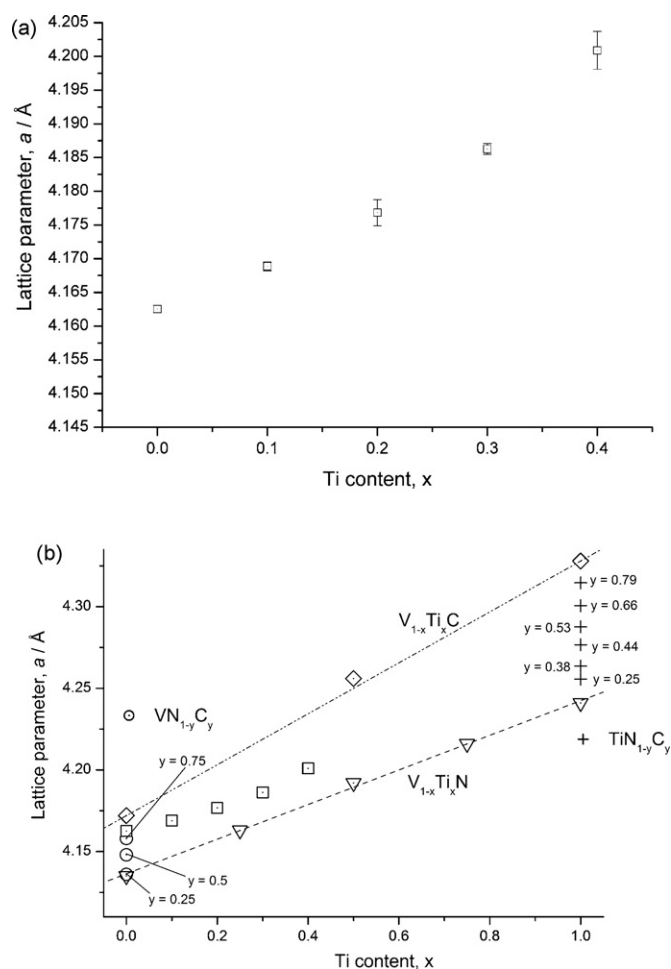 (a)
4.205
4.200
4.195
4.190
4.185
4.180
4.175
4.170
4.165
4.160
4.155
4.150
4.145
Lattice parameter, a / Å
0.0 0.1 0.2 0.3 0.4
Ti content, x
(b)
4.30
4.25
4.20
4.15
Lattice parameter, a / Å
V1-xTixC
y = 0.79
y = 0.66
y = 0.53
y = 0.44
y = 0.38
y = 0.25
VN1-yCy
y = 0.75
TiN1-yCy
V1-xTixN
y = 0.5
y = 0.25
0.0 0.2 0.4 0.6 0.8 1.0
Ti content, x